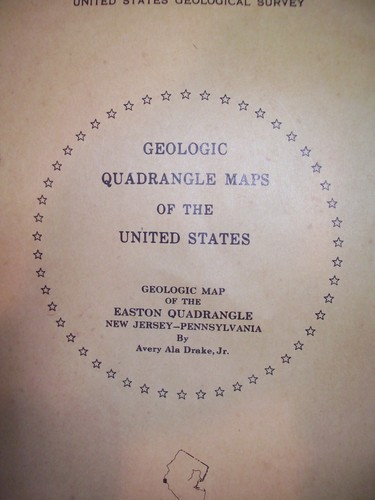 UNITED STATES GEOLOGICAL SURVEY
GEOLOGIC
QUADRANGLE MAPS
OF THE
UNITED STATES
GEOLOGIC MAP
OF THE
EASTON QUADRANGLE
NEW JERSEY–PENNSYLVANIA
By
Avery Ala Drake, Jr.